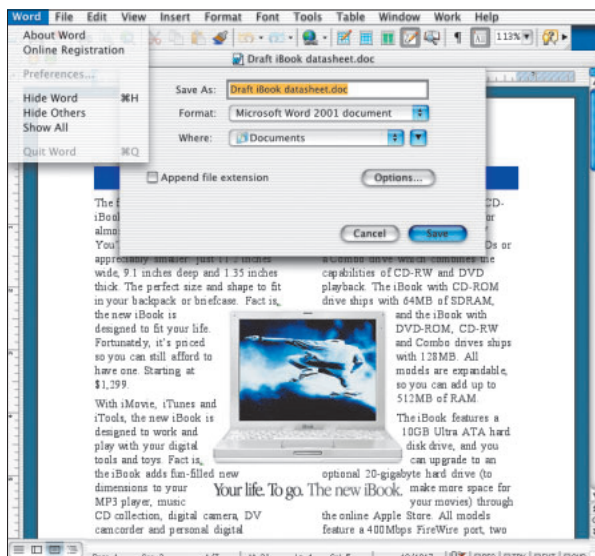 Word File Edit View Insert Format Font Tools Table Window Work Help
About Word
Online Registration
Preferences...
Hide Word ⌘H
Hide Others
Show All
Quit Word ⌘Q
113%
Draft iBook datasheet.doc
Save As: Draft iBook datasheet.doc
Format: Microsoft Word 2001 document
Where: Documents
Append file extension
Options...
Cancel Save
appreciably smaller: just
wide, 9.1 inches deep and 1.35 inches
thick. The perfect size and shape to fit
in your backpack or briefcase. Fact is,
the new iBook is
designed to fit your life.
Fortunately, it's priced
so you can still afford to
have one. Starting at
$1,299.
With iMovie, iTunes and
iTools, the new iBook is
designed to work and
play with your digital
tools and toys. Fact is,
the iBook adds fun-filled new
dimensions to your
MP3 player, music
CD collection, digital camera, DV
camcorder and personal digital
a Combo drive which combines the
capabilities of CD-RW and DVD
playback. The iBook with CD-ROM
drive ships with 64MB of SDRAM,
and the iBook with
DVD-ROM, CD-RW
and Combo drives ships
with 128MB. All
models are expandable,
so you can add up to
512MB of RAM.
The iBook features a
10GB Ultra ATA hard
disk drive, and you
can upgrade to an
optional 20-gigabyte hard drive (to
make more space for
your movies) through
the online Apple Store. All models
feature a 400Mbps FireWire port, two
Your life. To go. The new iBook.